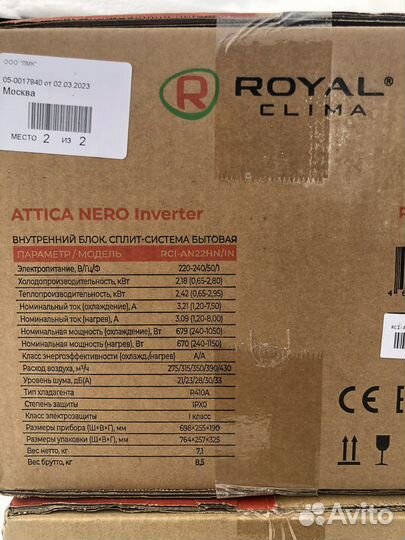 ООО "ЛМК"
05-0017940 от 02.03.2023
Москва
МЕСТО 2 ИЗ 2
R ROYAL®
CLIMA
ATTICA NERO Inverter
ВНУТРЕННИЙ БЛОК. СПЛИТ-СИСТЕМА БЫТОВАЯ
ПАРАМЕТР / МОДЕЛЬ RCI-AN22HN/IN
Электропитание, В/Гц/Ф 220-240/50/1
Холодопроизводительность, кВт 2,18 (0,65-2,80)
Теплопроизводительность, кВт 2,42 (0,65-2,95)
Номинальный ток (охлаждение), А 3,21 (1,20-7,50)
Номинальный ток (нагрев), А 3,09 (1,20-8,00)
Номинальная мощность (охлаждение), Вт 679 (240-1050)
Номинальная мощность (нагрев), Вт 670 (240-1150)
Класс энергоэффективности (охлажд./нагрев) A/A
Расход воздуха, м³/ч 275/315/350/390/430
Уровень шума, дБ(А) 21/23/28/30/33
Тип хладагента R410A
Степень защиты IPX0
Класс электрозащиты I класс
Размеры прибора (Ш×В×Г), мм 698×255×190
Размеры упаковки (Ш×В×Г), мм 764×257×325
Вес нетто, кг 7,1
Вес брутто, кг 8,5
CE
Avito